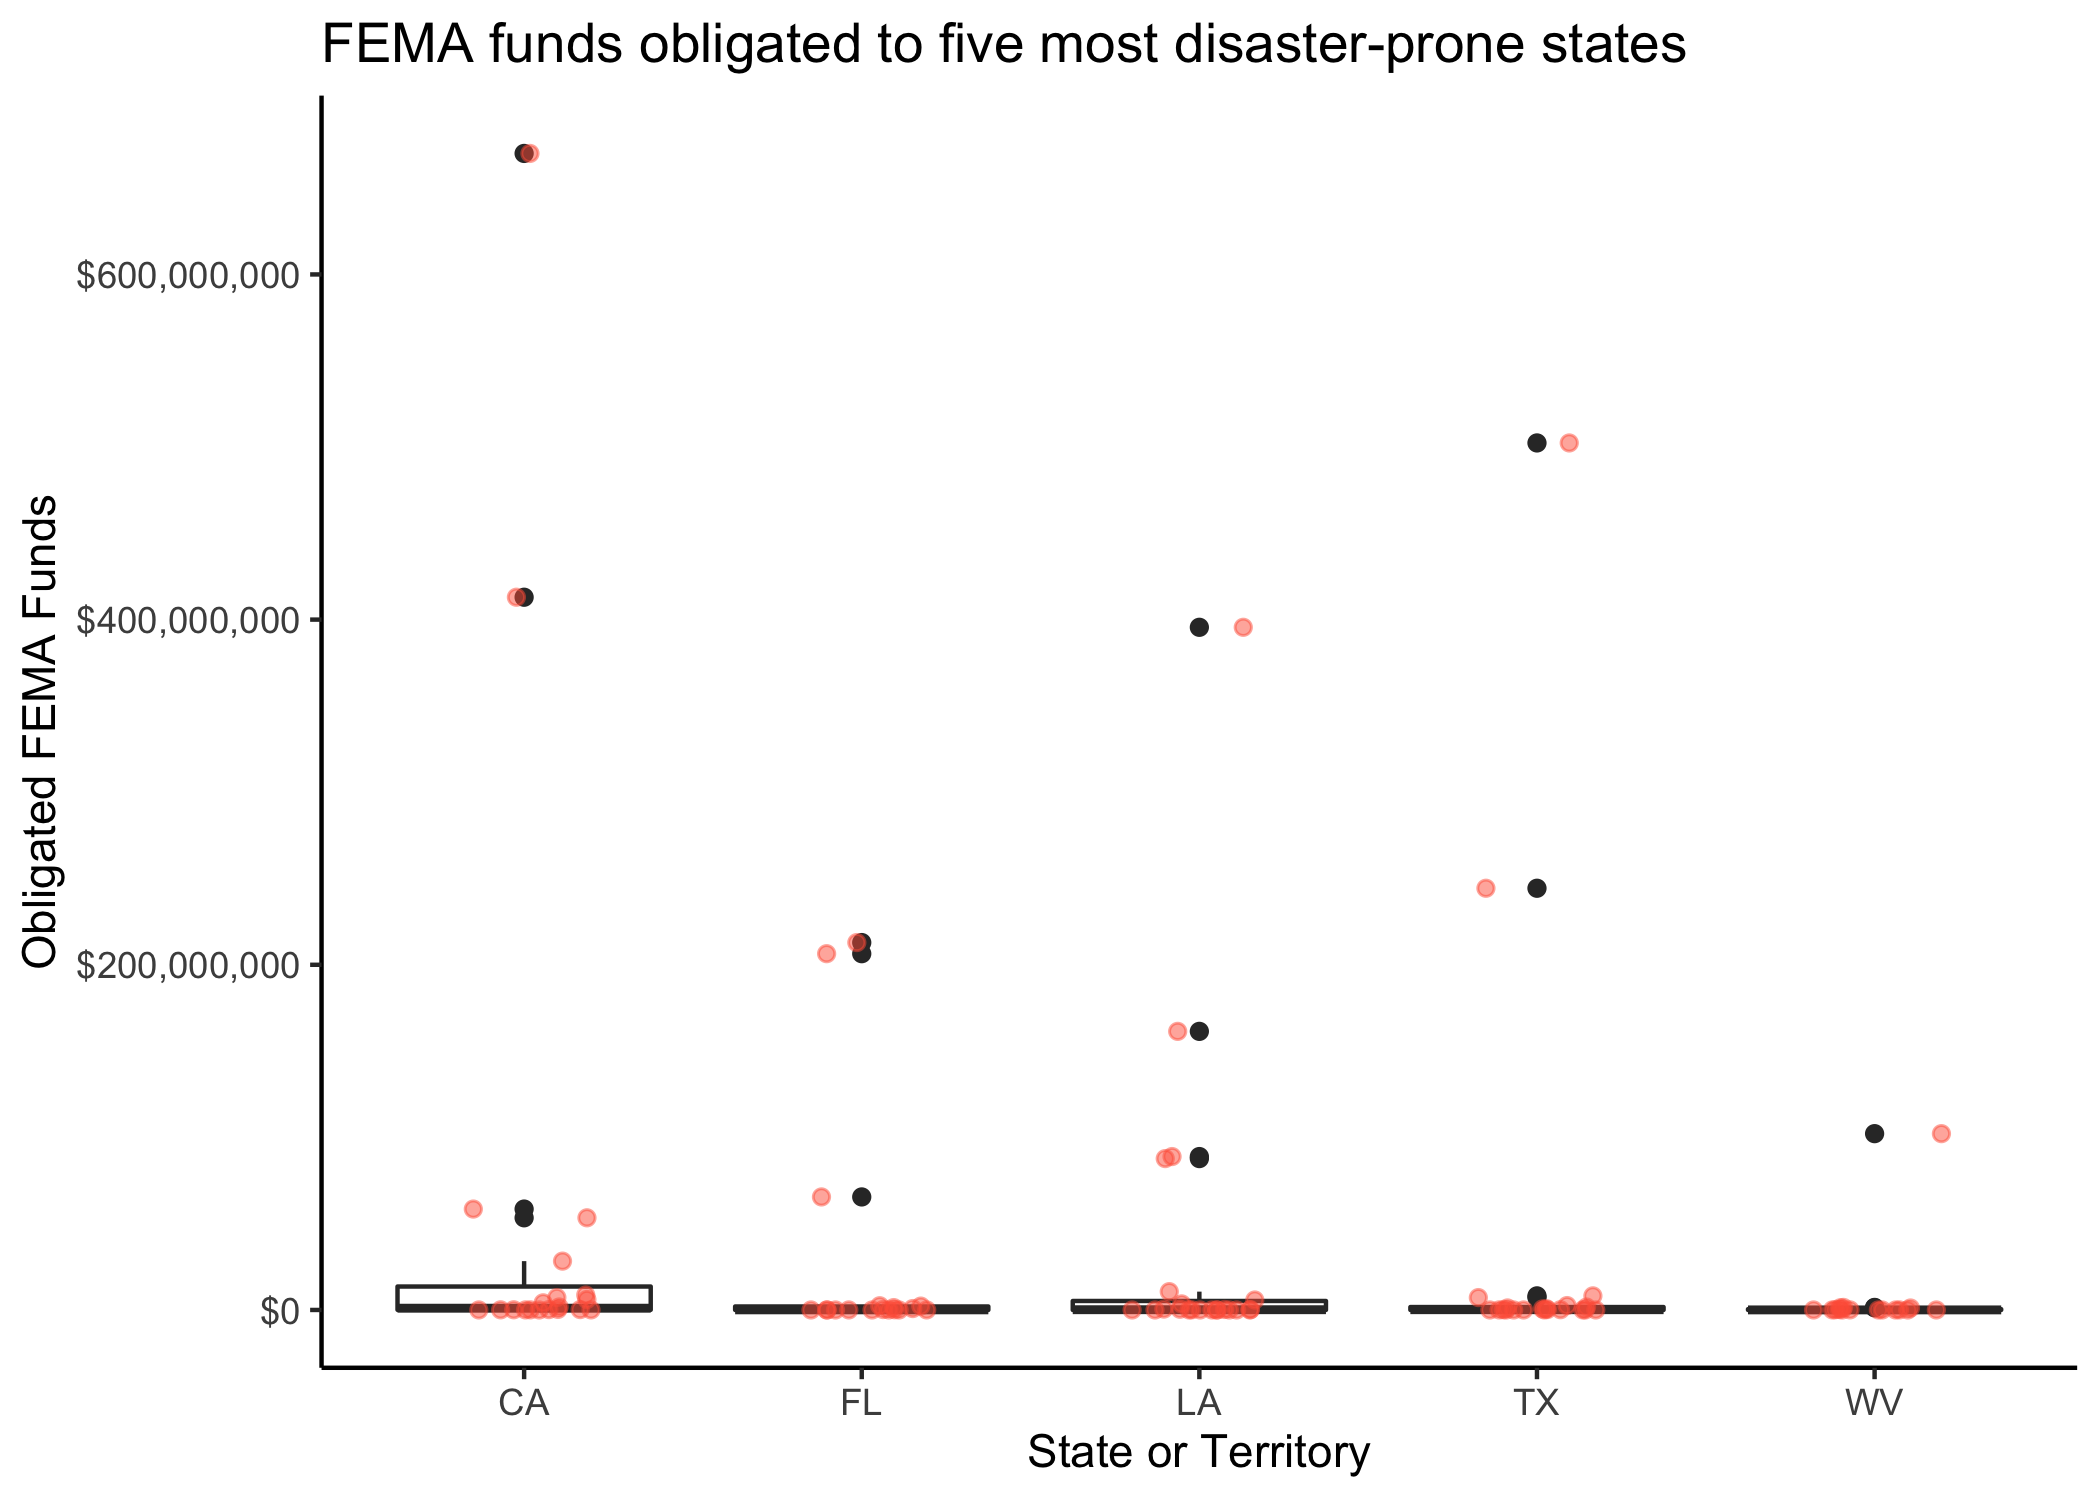 FEMA funds obligated to five most disaster-prone states
Obligated FEMA Funds
$600,000,000
$400,000,000
$200,000,000
$0
CA
FL
LA
TX
WV
State or Territory